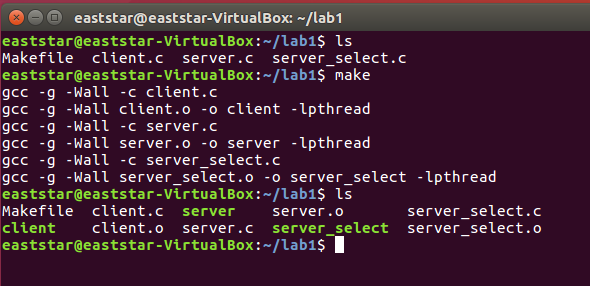 eaststar@eaststar-VirtualBox: ~/lab1
eaststar@eaststar-VirtualBox:~/lab1$ ls
Makefile  client.c  server.c  server_select.c
eaststar@eaststar-VirtualBox:~/lab1$ make
gcc -g -Wall -c client.c
gcc -g -Wall client.o -o client -lpthread
gcc -g -Wall -c server.c
gcc -g -Wall server.o -o server -lpthread
gcc -g -Wall -c server_select.c
gcc -g -Wall server_select.o -o server_select -lpthread
eaststar@eaststar-VirtualBox:~/lab1$ ls
Makefile  client.c  server    server.o       server_select.c
client    client.o  server.c  server_select  server_select.o
eaststar@eaststar-VirtualBox:~/lab1$